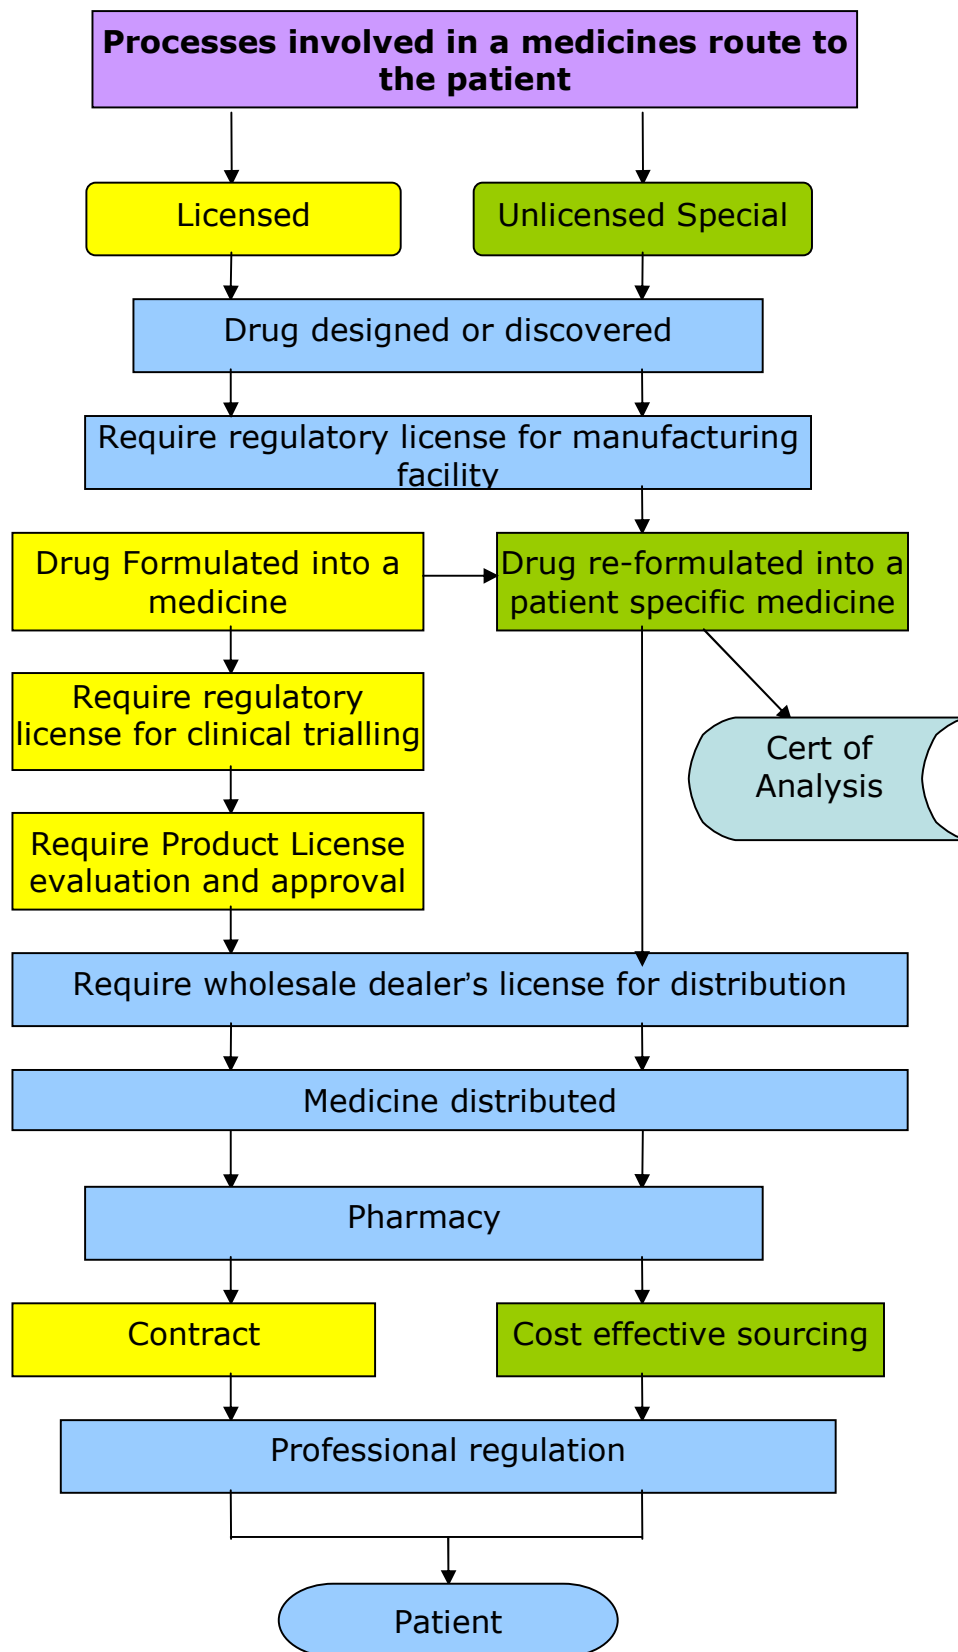 Processes involved in a medicines route to
the patient
Licensed
Unlicensed Special
Drug designed or discovered
Require regulatory license for manufacturing
facility
Drug Formulated into a
medicine
Drug re-formulated into a
patient specific medicine
Require regulatory
license for clinical trialling
Cert of
Analysis
Require Product License
evaluation and approval
Require wholesale dealer’s license for distribution
Medicine distributed
Pharmacy
Contract
Cost effective sourcing
Professional regulation
Patient